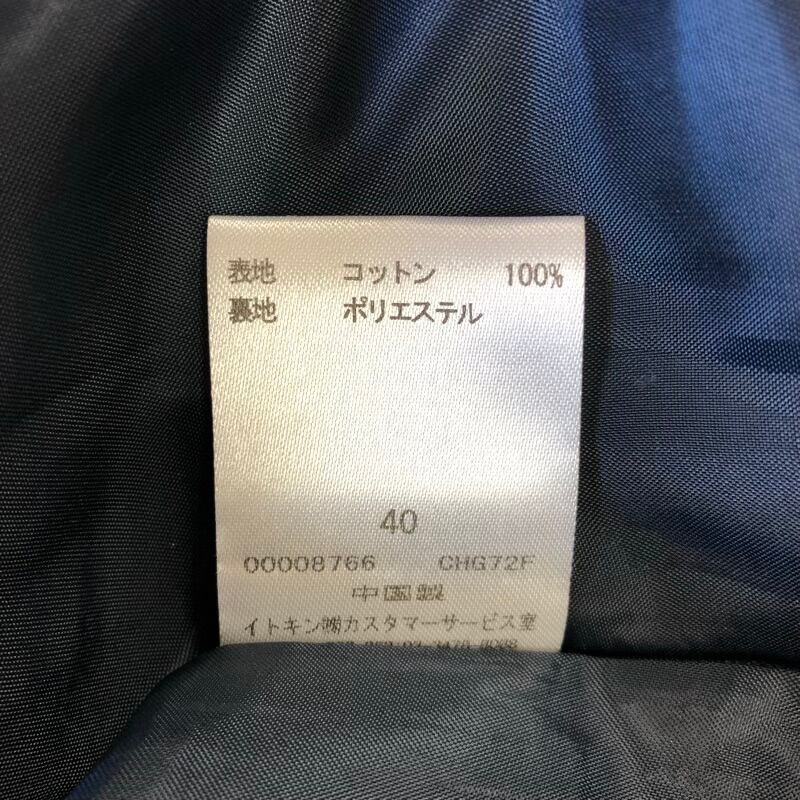 表地 コットン 100%
裏地 ポリエステル
40
00008766 CHG72F
中国製
イトキン㈱カスタマーサービス室